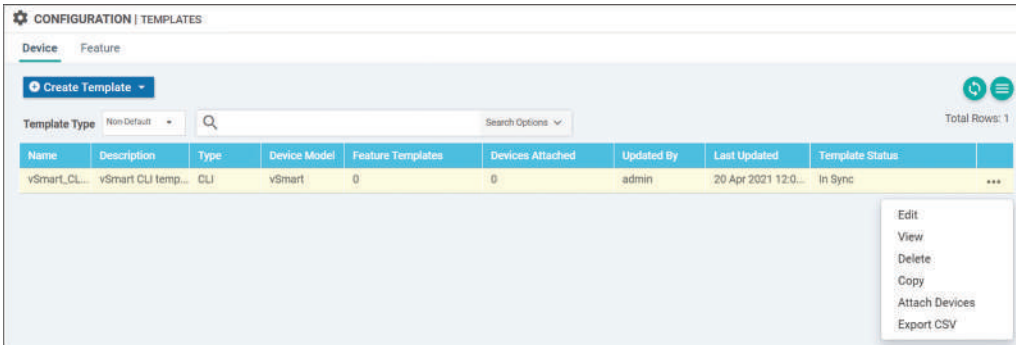 CONFIGURATION | TEMPLATES
Device Feature
Create Template
Template Type Non-Default Search Options Total Rows: 1
Name Description Type Device Model Feature Templates Devices Attached Updated By Last Updated Template Status
vSmart_CL... vSmart CLI temp... CLI vSmart 0 0 admin 20 Apr 2021 12:0... In Sync
Edit
View
Delete
Copy
Attach Devices
Export CSV